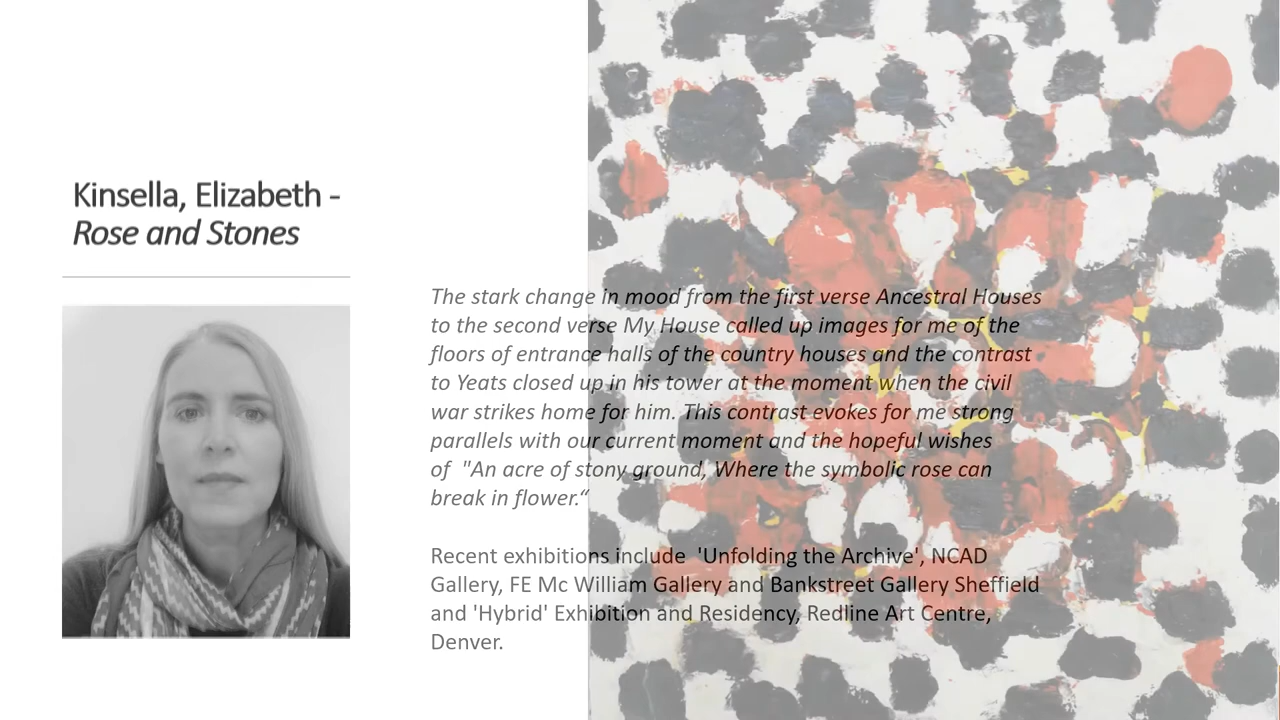 Kinsella, Elizabeth -
Rose and Stones
The stark change in mood from the first verse Ancestral Houses
to the second verse My House called up images for me of the
floors of entrance halls of the country houses and the contrast
to Yeats closed up in his tower at the moment when the civil
war strikes home for him. This contrast evokes for me strong
parallels with our current moment and the hopeful wishes
of  "An acre of stony ground, Where the symbolic rose can
break in flower.“
Recent exhibitions include  'Unfolding the Archive', NCAD
Gallery, FE Mc William Gallery and Bankstreet Gallery Sheffield
and 'Hybrid' Exhibition and Residency, Redline Art Centre,
Denver.